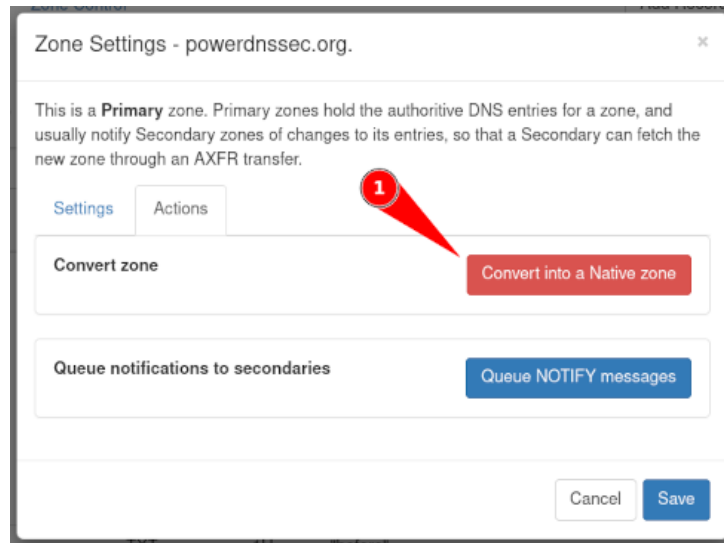 Zone Control
Zone Settings - powerdnssec.org.
×
This is a Primary zone. Primary zones hold the authoritive DNS entries for a zone, and
usually notify Secondary zones of changes to its entries, so that a Secondary can fetch the
new zone through an AXFR transfer.
1
Settings
Actions
Convert zone
Convert into a Native zone
Queue notifications to secondaries
Queue NOTIFY messages
Cancel
Save